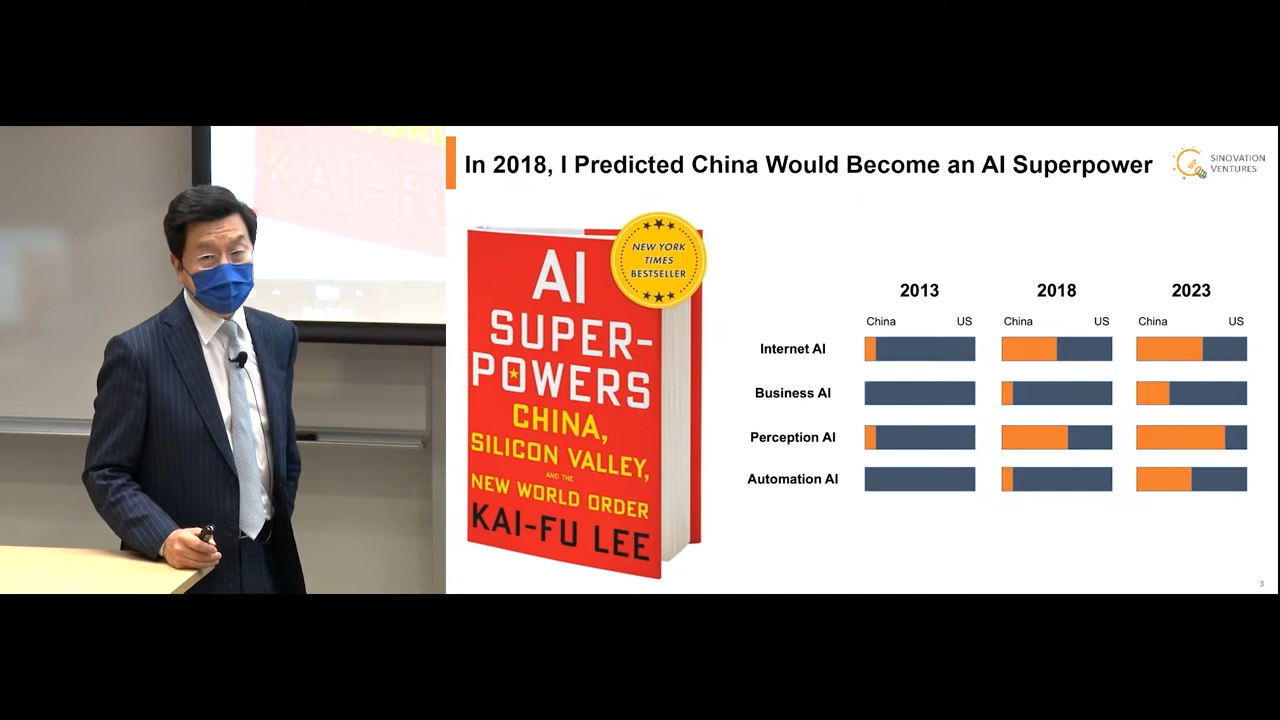 KAI-F
In 2018, I Predicted China Would Become an AI Superpower
SINOVATION
VENTURES
NEW YORK
TIMES
BESTSELLER
AI
SUPER-
POWERS
CHINA,
SILICON VALLEY,
AND THE
NEW WORLD ORDER
KAI-FU LEE
2013 2018 2023
China US China US China US
Internet AI
Business AI
Perception AI
Automation AI
3